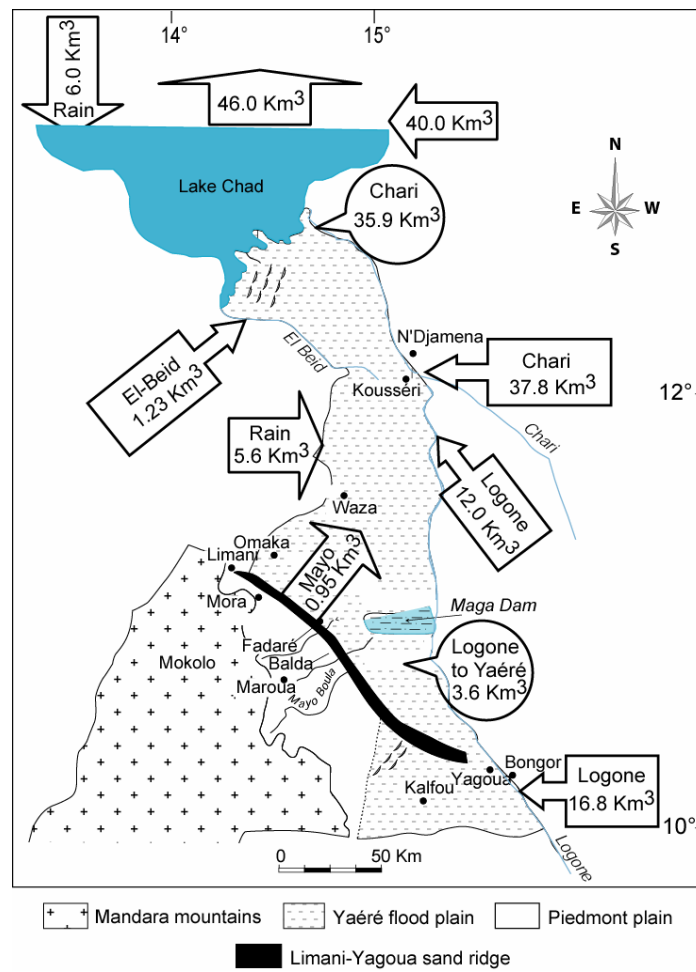 14°
15°
6.0 Km³
Rain
46.0 Km³
40.0 Km³
N
E
W
S
Lake Chad
Chari
35.9 Km³
N'Djamena
El Beid
El-Beid
1.23 Km³
Chari
37.8 Km³
Kousséri
12°
Rain
5.6 Km³
Chari
Logone
12.0 Km³
Waza
Omaka
Limani
Mayo
0.95 Km³
Mora
Maga Dam
Fadaré
Mokolo
Balda
Maroua
Mayo Boula
Logone
to Yaéré
3.6 Km³
Bongor
Yagoua
Logone
16.8 Km³
Kalfou
10°
Logone
0
50 Km
Mandara mountains
Yaéré flood plain
Piedmont plain
Limani-Yagoua sand ridge